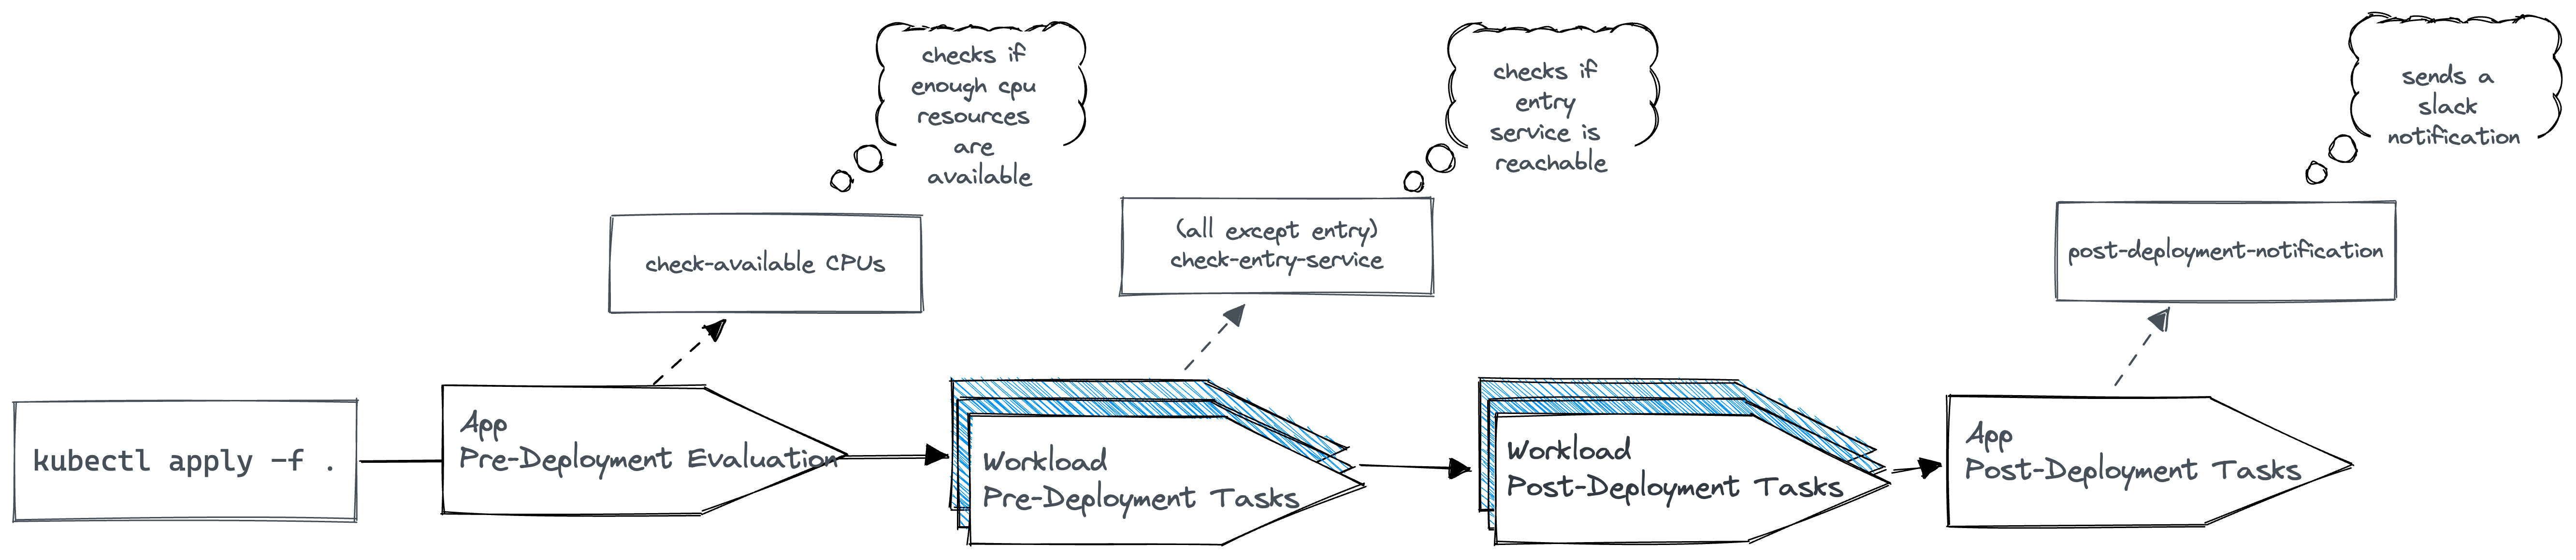 checks if
enough cpu
resources
are
available
checks if
entry
service is
reachable
sends a
slack
notification
check-available CPUs
(all except entry)
check-entry-service
post-deployment-notification
kubectl apply -f .
App
Pre-Deployment Evaluation
Workload
Pre-Deployment Tasks
Workload
Post-Deployment Tasks
App
Post-Deployment Tasks